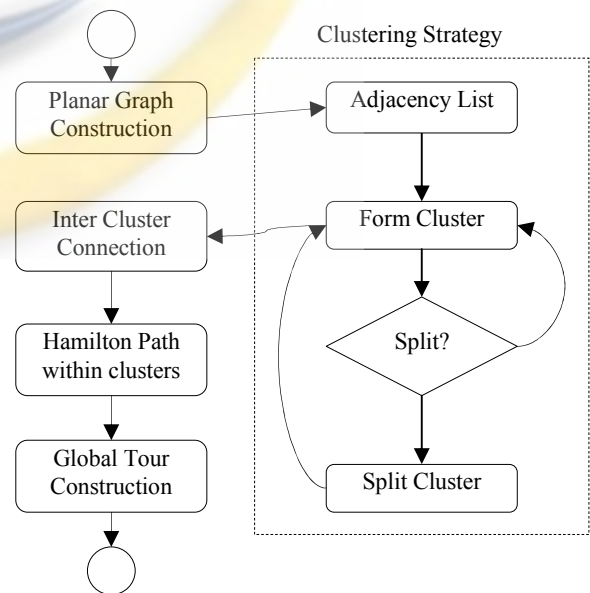 Clustering Strategy
Planar Graph
Construction
Adjacency List
Inter Cluster
Connection
Form Cluster
Hamilton Path
within clusters
Split?
Global Tour
Construction
Split Cluster